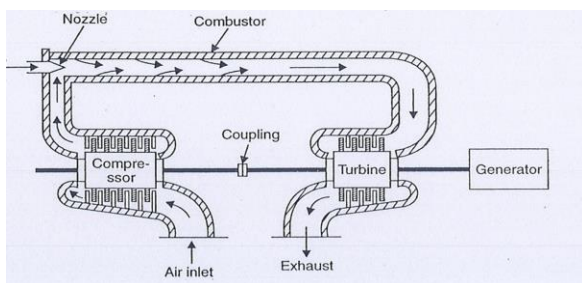 Nozzle
Combustor
Coupling
Compre-
ssor
Turbine
Generator
Air inlet
Exhaust